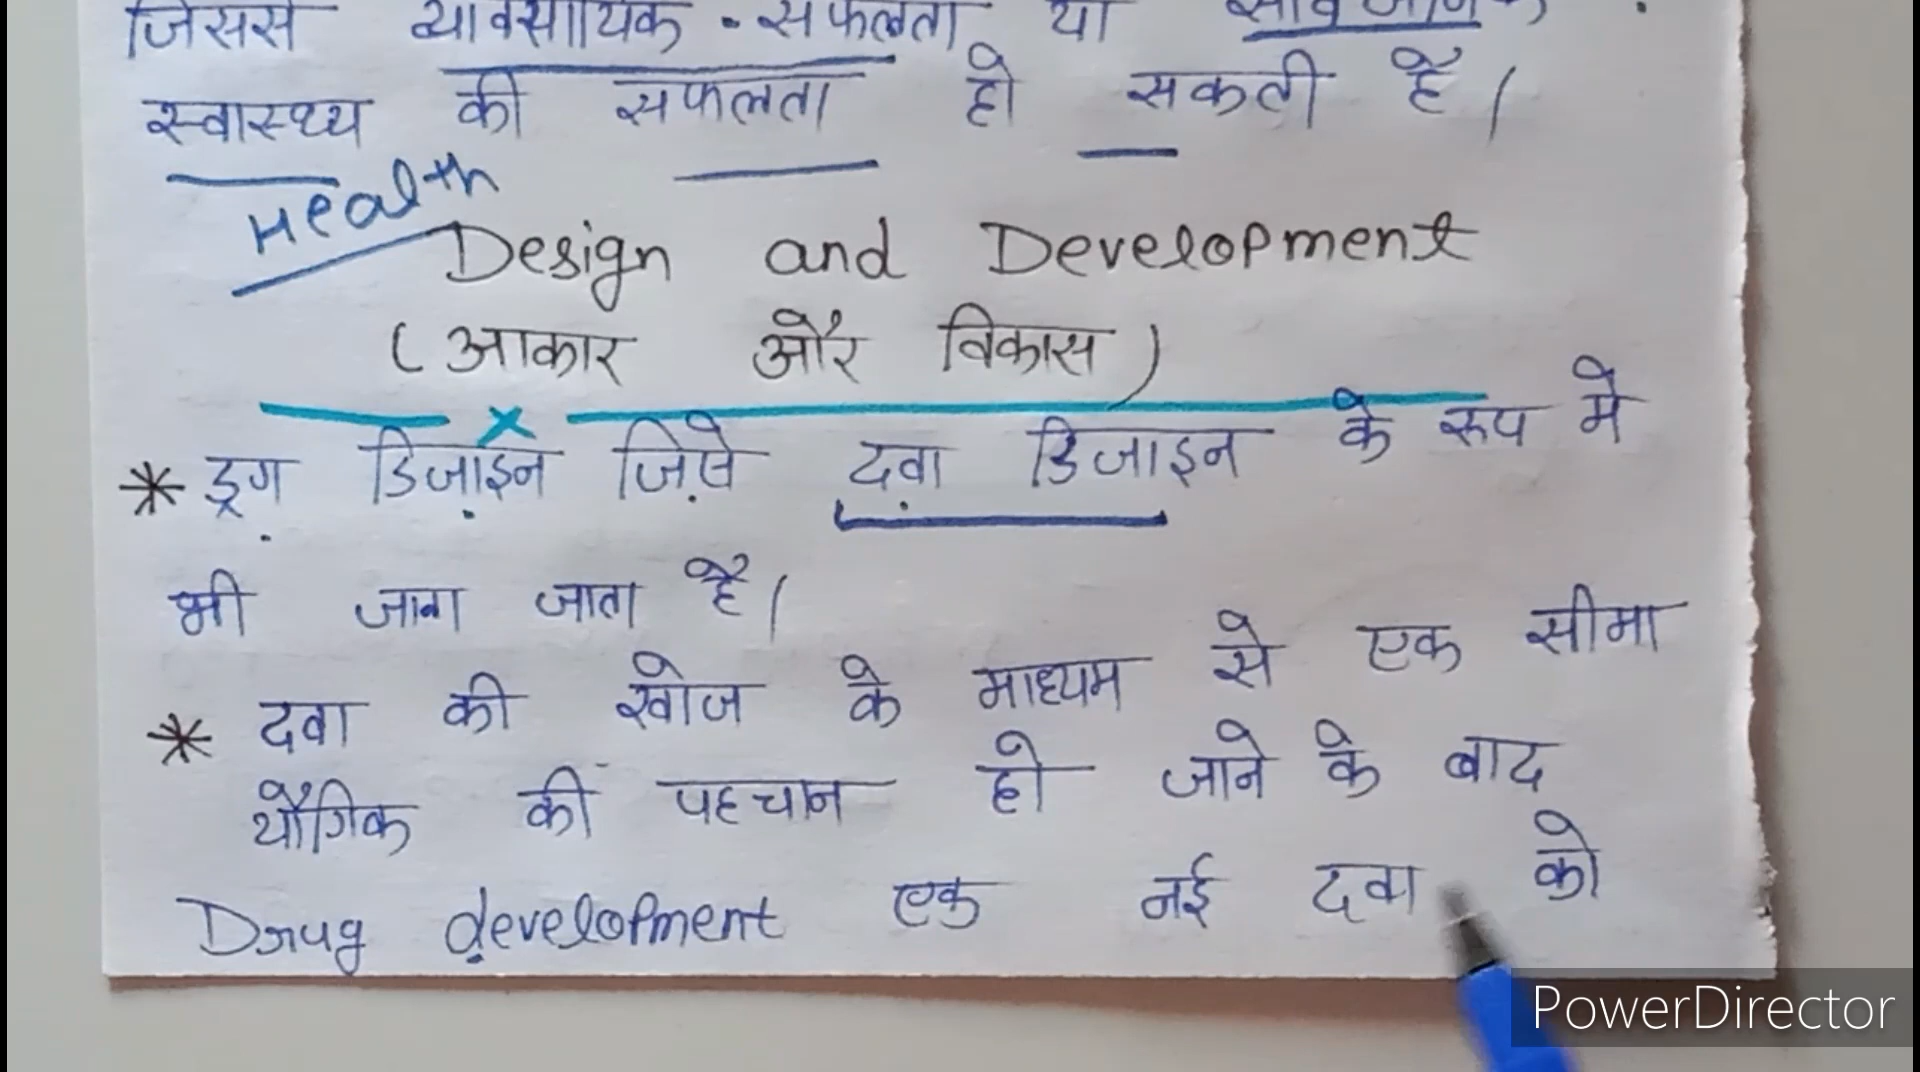 जिससे व्यावसायिक - सफलता या सार्वजनिक
स्वास्थ्य की सफलता हो सकती है।
Health
Design and Development
(आकार और विकास)
* ड्रग डिजाइन जिसे दवा डिजाइन के रूप मे
भी जाना जाता है।
* दवा की खोज के माध्यम से एक सीमा
यौगिक की पहचान हो जाने के बाद
Drug development एक नई दवा को
PowerDirector